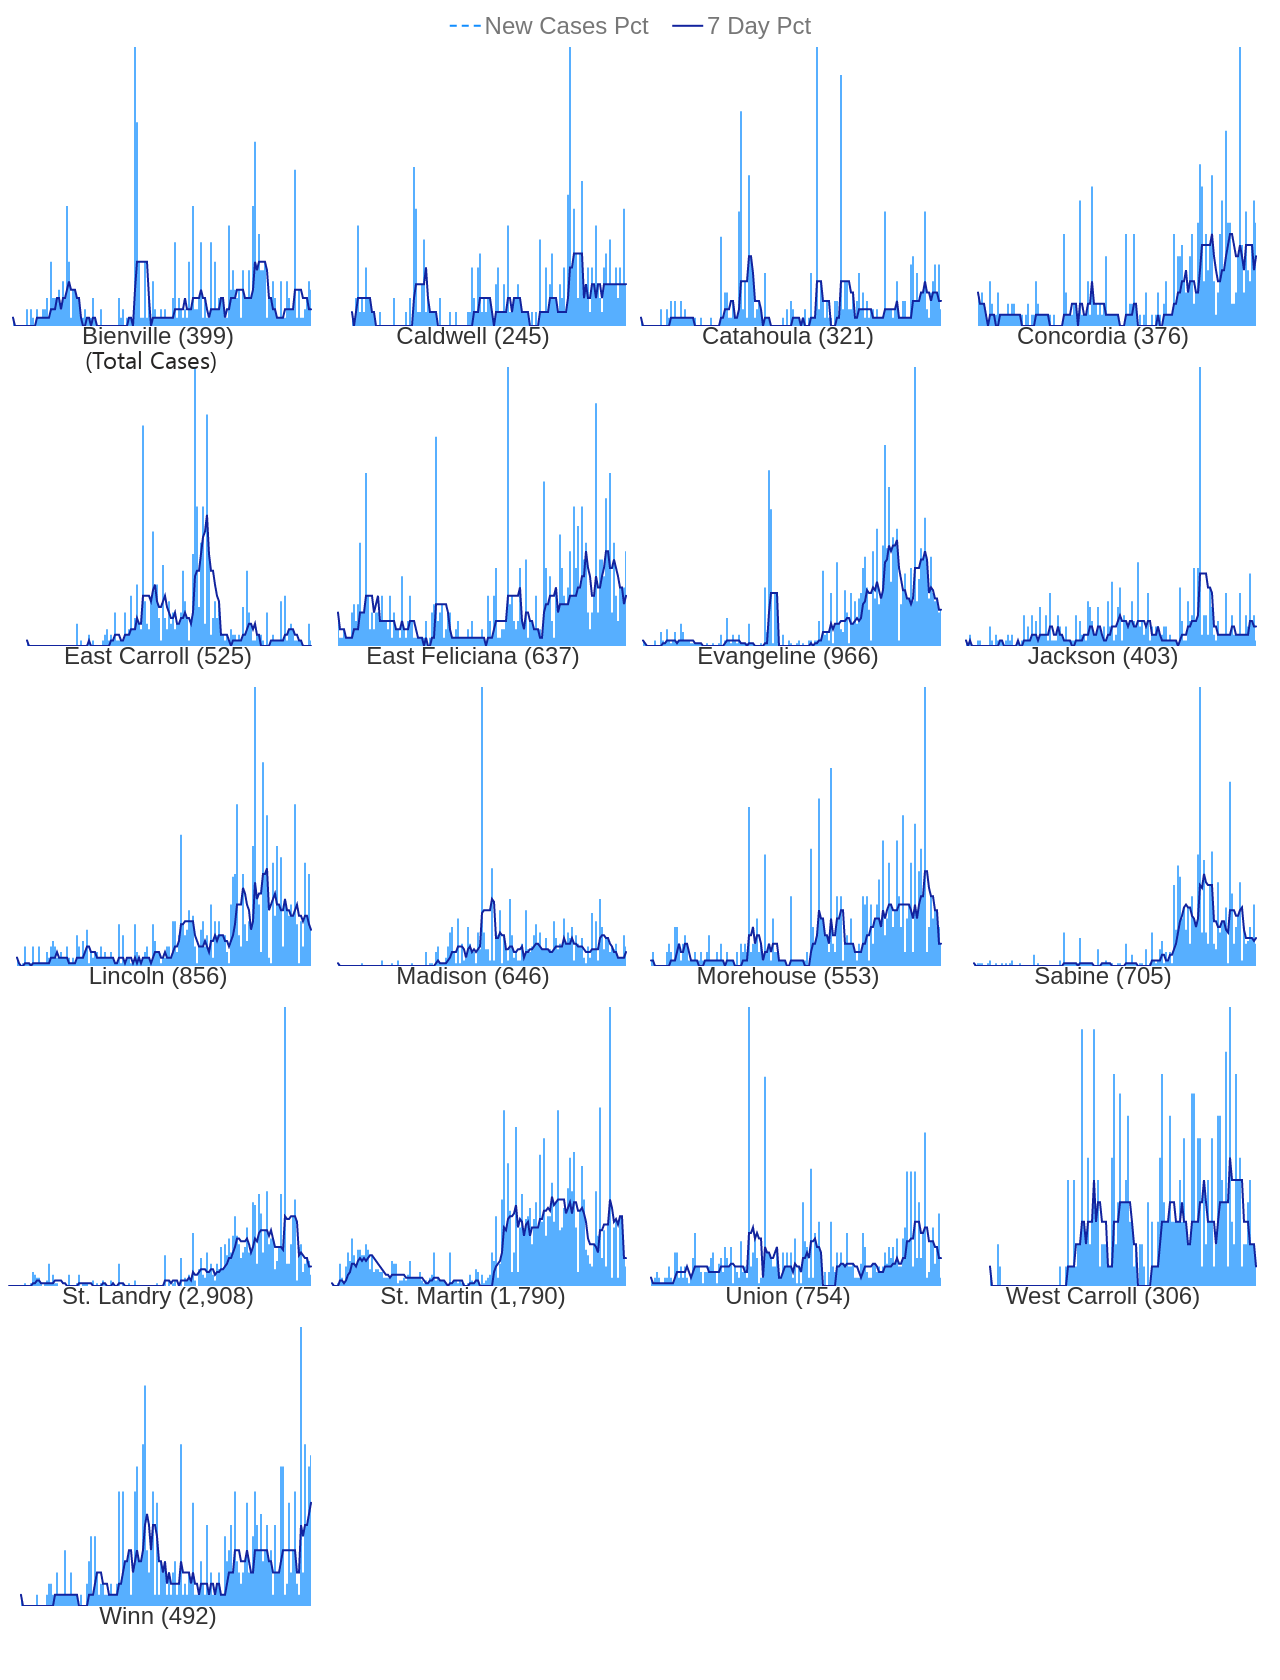 New Cases Pct 7 Day Pct
Bienville (399) Caldwell (245) Catahoula (321) Concordia (376)
(Total Cases)
East Carroll (525) East Feliciana (637) Evangeline (966) Jackson (403)
Lincoln (856) Madison (646) Morehouse (553) Sabine (705)
St. Landry (2,908) St. Martin (1,790) Union (754) West Carroll (306)
Winn (492)